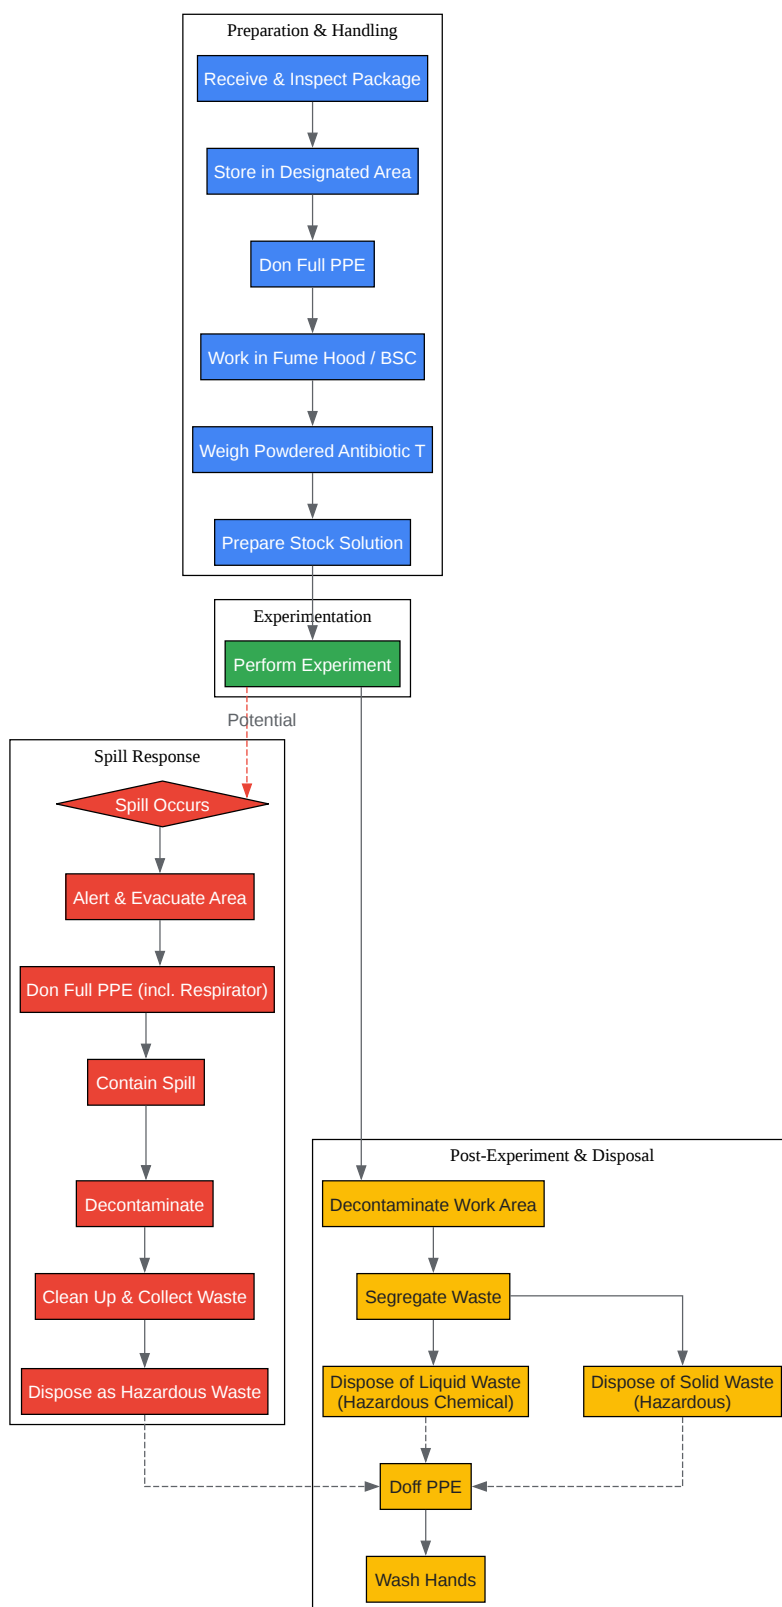 Preparation & Handling
Receive & Inspect Package
Store in Designated Area
Don Full PPE
Work in Fume Hood / BSC
Weigh Powdered Antibiotic T
Prepare Stock Solution
Experimentation
Perform Experiment
Potential
Spill Response
Spill Occurs
Alert & Evacuate Area
Don Full PPE (incl. Respirator)
Contain Spill
Decontaminate
Clean Up & Collect Waste
Dispose as Hazardous Waste
Post-Experiment & Disposal
Decontaminate Work Area
Segregate Waste
Dispose of Liquid Waste
(Hazardous Chemical)
Dispose of Solid Waste
(Hazardous)
Doff PPE
Wash Hands